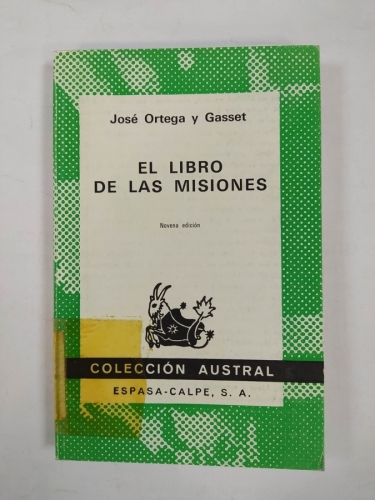 José Ortega y Gasset
EL LIBRO
DE LAS MISIONES
Novena edición
COLECCIÓN AUSTRAL
ESPASA-CALPE, S. A.